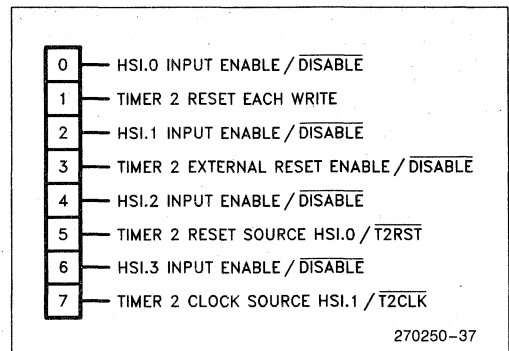 0 HSI.0 INPUT ENABLE / DISABLE
1 TIMER 2 RESET EACH WRITE
2 HSI.1 INPUT ENABLE / DISABLE
3 TIMER 2 EXTERNAL RESET ENABLE / DISABLE
4 HSI.2 INPUT ENABLE / DISABLE
5 TIMER 2 RESET SOURCE HSI.0 / T2RST
6 HSI.3 INPUT ENABLE / DISABLE
7 TIMER 2 CLOCK SOURCE HSI.1 / T2CLK
270250-37